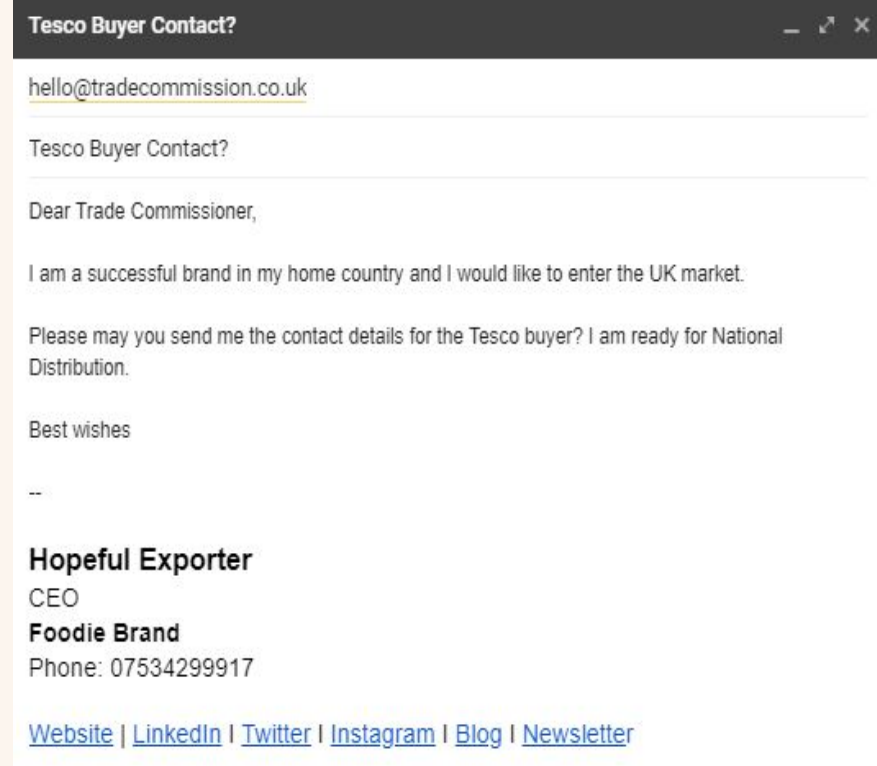 Tesco Buyer Contact?
hello@tradecommission.co.uk
Tesco Buyer Contact?
Dear Trade Commissioner,
I am a successful brand in my home country and I would like to enter the UK market.
Please may you send me the contact details for the Tesco buyer? I am ready for National
Distribution.
Best wishes
--
Hopeful Exporter
CEO
Foodie Brand
Phone: 07534299917
Website | LinkedIn I Twitter I Instagram I Blog I Newsletter